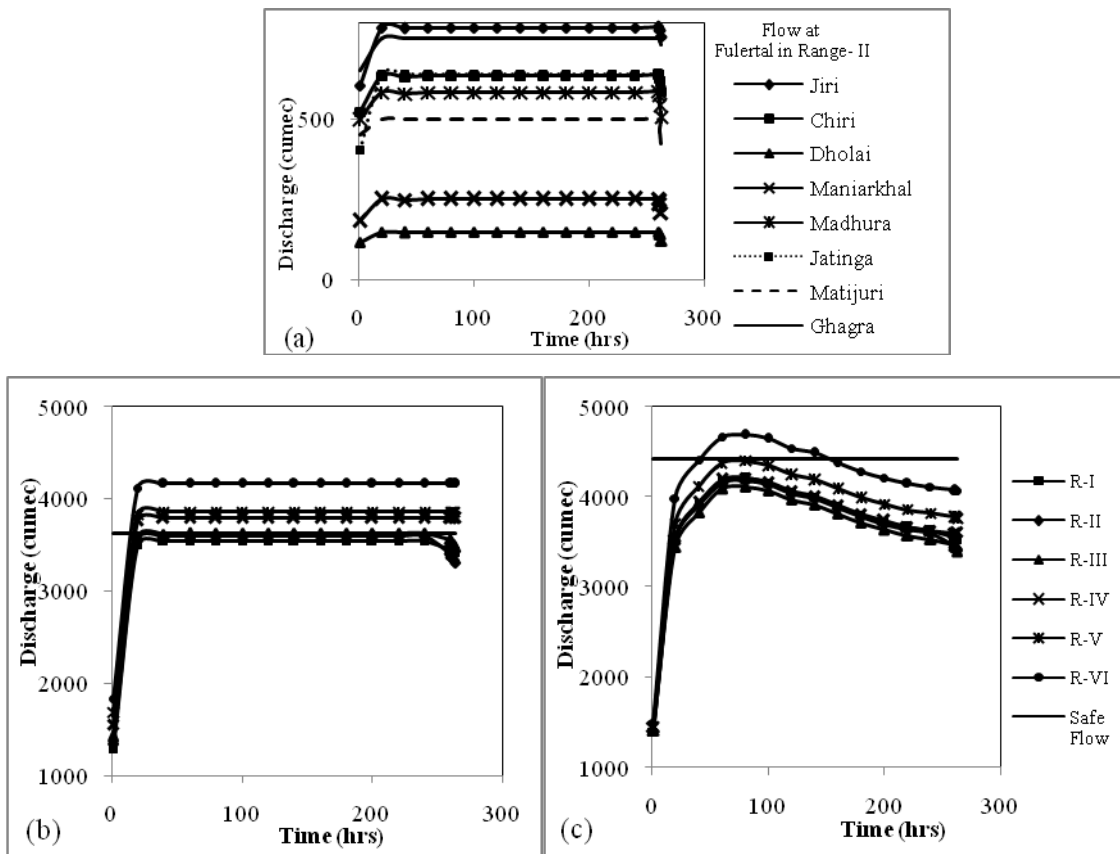 Flow at
Fulertal in Range- II
Jiri
Chiri
Dholai
Maniarkhal
Madhura
Jatinga
Matijuri
Ghagra
Discharge (cumec)
500
0
0 100 200 300
Time (hrs)
(a)
Discharge (cumec)
5000
4000
3000
2000
1000
0 100 200 300
Time (hrs)
(b)
Discharge (cumec)
5000
4000
3000
2000
1000
0 100 200 300
Time (hrs)
(c)
R-I
R-II
R-III
R-IV
R-V
R-VI
Safe
Flow